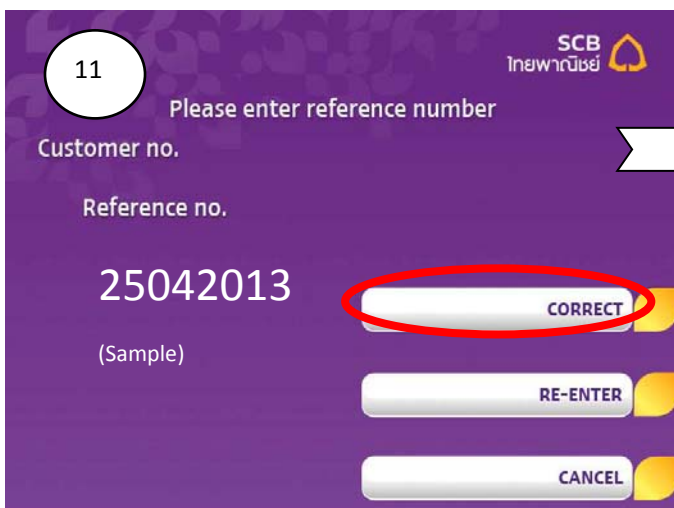 11
SCB
ไทยพาณิชย์
Please enter reference number
Customer no.
Reference no.
25042013
CORRECT
(Sample)
RE-ENTER
CANCEL